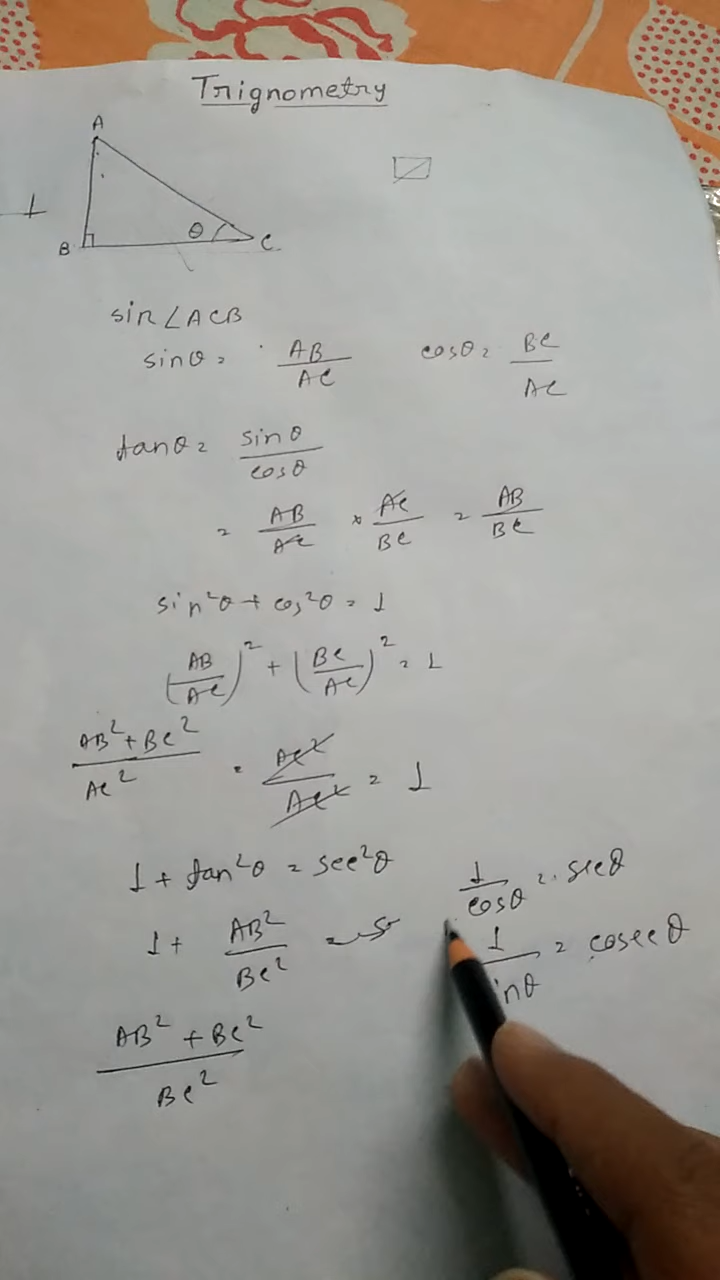 Trignometry
A
⊥
B
θ
C
sin ∠ACB
sinθ = AB/AC
cosθ = BC/AC
tanθ = sinθ/cosθ
= AB/AC × AC/BC = AB/BC
sin²θ + cos²θ = 1
(AB/AC)² + (BC/AC)² = 1
AB² + BC²/AC² = AC²/AC² = 1
1 + tan²θ = sec²θ
1/cosθ = secθ
1 + AB²/BC² =
1/inθ = cosecθ
AB² + BC²/BC²